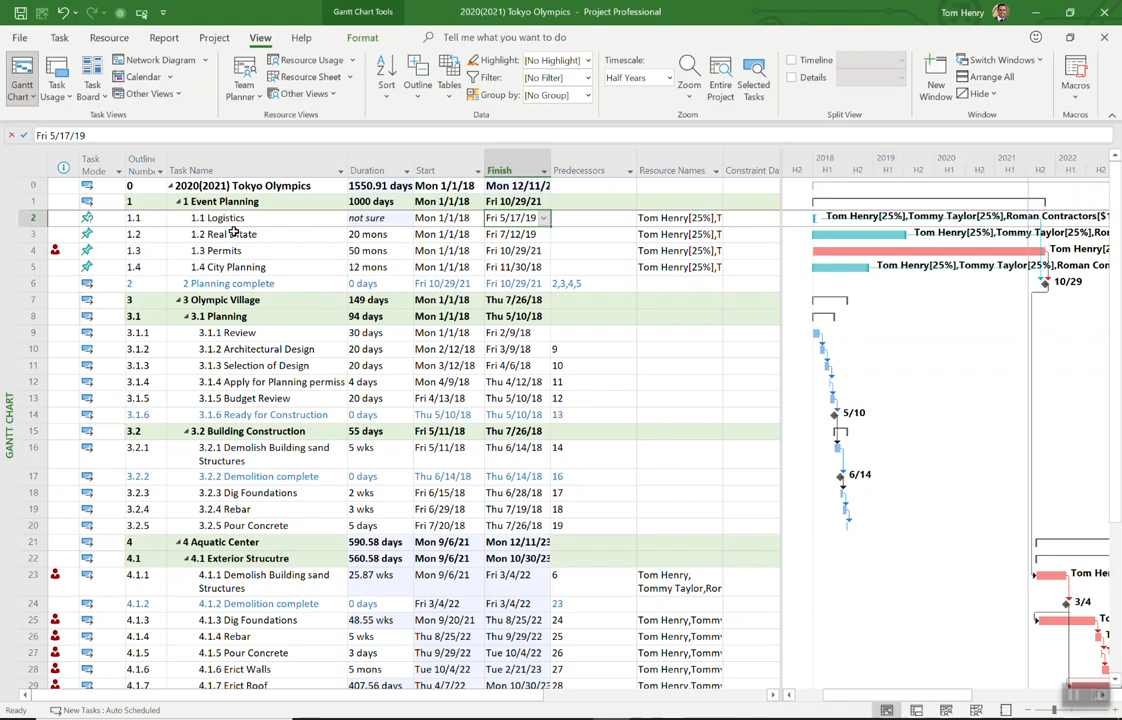 Gantt Chart Tools
2020(2021) Tokyo Olympics - Project Professional
Tom Henry
File Task Resource Report Project View Help Format Tell me what you want to do
Gantt Chart
Task Usage
Task Board
Network Diagram
Calendar
Other Views
Task Views
Team Planner
Resource Usage
Resource Sheet
Other Views
Resource Views
Sort
Outline
Tables
Highlight: [No Highlight]
Filter: [No Filter]
Group by: [No Group]
Data
Timescale:
Half Years
Zoom
Entire Project
Selected Tasks
Zoom
Timeline
Details
Split View
New Window
Switch Windows
Arrange All
Hide
Window
Macros
Macros
Fri 5/17/19
Task Mode Outline Numbe Task Name Duration Start Finish Predecessors Resource Names Constraint Da
2018 2019 2020 2021 2022
H2 H1 H2 H1 H2 H1 H2 H1 H2 H1 H2
0 0 2020(2021) Tokyo Olympics 1550.91 days Mon 1/1/18 Mon 12/11/2
1 1 1 Event Planning 1000 days Mon 1/1/18 Fri 10/29/21
2 1.1 1.1 Logistics not sure Mon 1/1/18 Fri 5/17/19 Tom Henry[25%],T Tom Henry[25%],Tommy Taylor,Roman Contractors[$1
3 1.2 1.2 Real Estate 20 mons Mon 1/1/18 Fri 7/12/19 Tom Henry[25%],T Tom Henry[25%],Tommy Taylor,Rom
4 1.3 1.3 Permits 50 mons Mon 1/1/18 Fri 10/29/21 Tom Henry[25%],T Tom Henry[2
5 1.4 1.4 City Planning 12 mons Mon 1/1/18 Fri 11/30/18 Tom Henry[25%],T Tom Henry[25%],Tommy Taylor,Roman Con
6 2 2 Planning complete 0 days Fri 10/29/21 Fri 10/29/21 2,3,4,5 10/29
7 3 3 Olympic Village 149 days Mon 1/1/18 Thu 7/26/18
8 3.1 3.1 Planning 94 days Mon 1/1/18 Thu 5/10/18
9 3.1.1 3.1.1 Review 30 days Mon 1/1/18 Fri 2/9/18
10 3.1.2 3.1.2 Architectural Design 20 days Mon 2/12/18 Fri 3/9/18 9
11 3.1.3 3.1.3 Selection of Design 20 days Mon 3/12/18 Fri 4/6/18 10
12 3.1.4 3.1.4 Apply for Planning permiss 4 days Mon 4/9/18 Thu 4/12/18 11
13 3.1.5 3.1.5 Budget Review 20 days Fri 4/13/18 Thu 5/10/18 12
14 3.1.6 3.1.6 Ready for Construction 0 days Thu 5/10/18 Thu 5/10/18 13 5/10
15 3.2 3.2 Building Construction 55 days Fri 5/11/18 Thu 7/26/18
16 3.2.1 3.2.1 Demolish Building sand 5 wks Fri 5/11/18 Thu 6/14/18 14
Structures
17 3.2.2 3.2.2 Demolition complete 0 days Thu 6/14/18 Thu 6/14/18 16 6/14
18 3.2.3 3.2.3 Dig Foundations 2 wks Fri 6/15/18 Thu 6/28/18 17
19 3.2.4 3.2.4 Rebar 3 wks Fri 6/29/18 Thu 7/19/18 18
20 3.2.5 3.2.5 Pour Concrete 5 days Fri 7/20/18 Thu 7/26/18 19
21 4 4 Aquatic Center 590.58 days Mon 9/6/21 Mon 12/11/23
22 4.1 4.1 Exterior Strucutre 560.58 days Mon 9/6/21 Mon 10/30/23
23 4.1.1 4.1.1 Demolish Building sand 25.87 wks Mon 9/6/21 Fri 3/4/22 6 Tom Henry, Tom He
Structures Tommy Taylor,Ror
24 4.1.2 4.1.2 Demolition complete 0 days Fri 3/4/22 Fri 3/4/22 23 3/4
25 4.1.3 4.1.3 Dig Foundations 48.55 wks Mon 9/20/21 Thu 8/25/22 24 Tom Henry,Tomm
26 4.1.4 4.1.4 Rebar 5 wks Thu 8/25/22 Thu 9/29/22 25 Tom Henry,Tomm
27 4.1.5 4.1.5 Pour Concrete 3 days Thu 9/29/22 Tue 10/4/22 26 Tom Henry,Tomm
28 4.1.6 4.1.6 Erict Walls 5 mons Tue 10/4/22 Tue 2/21/23 27 Tom Henry,Tomm
29 4.1.7 4.1.7 Erict Roof 407.56 days Thu 4/7/22 Mon 10/30/23 28 Tom Henry,Tomm
GANTT CHART
Ready New Tasks : Auto Scheduled